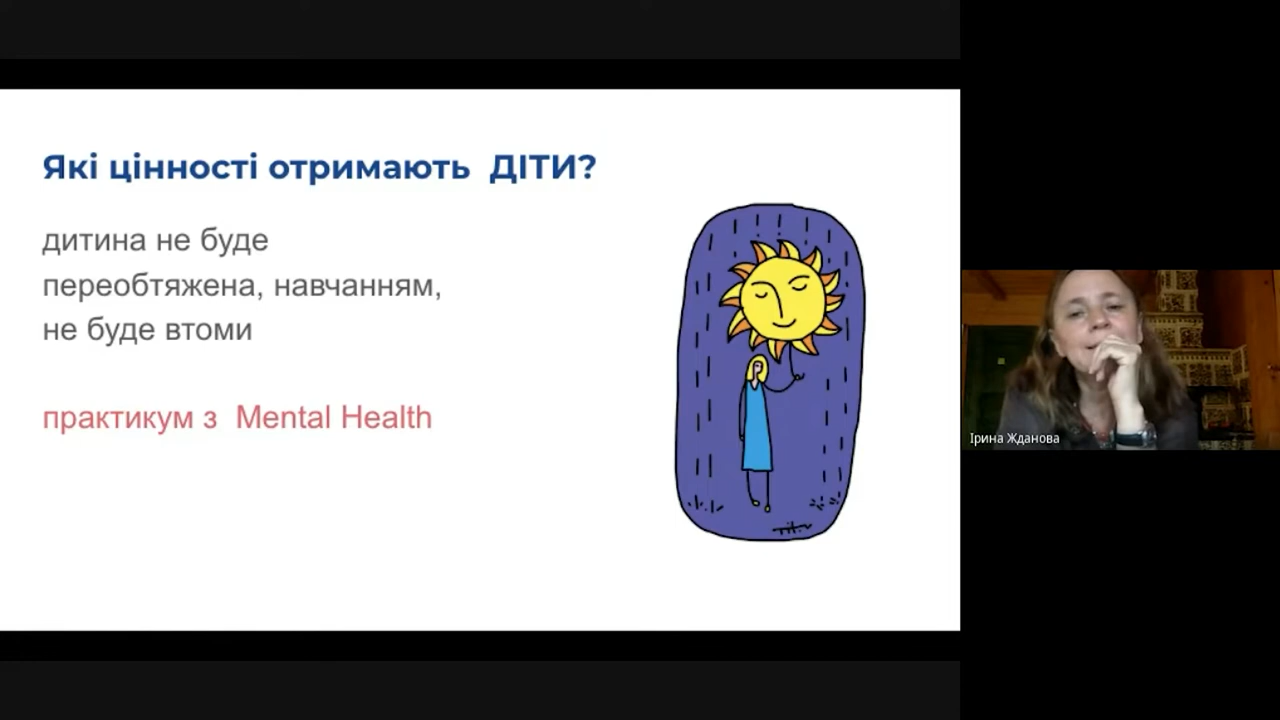 Які цінності отримають ДІТИ?
дитина не буде
переобтяжена, навчанням,
не буде втоми
практикум з Mental Health
Ірина Жданова